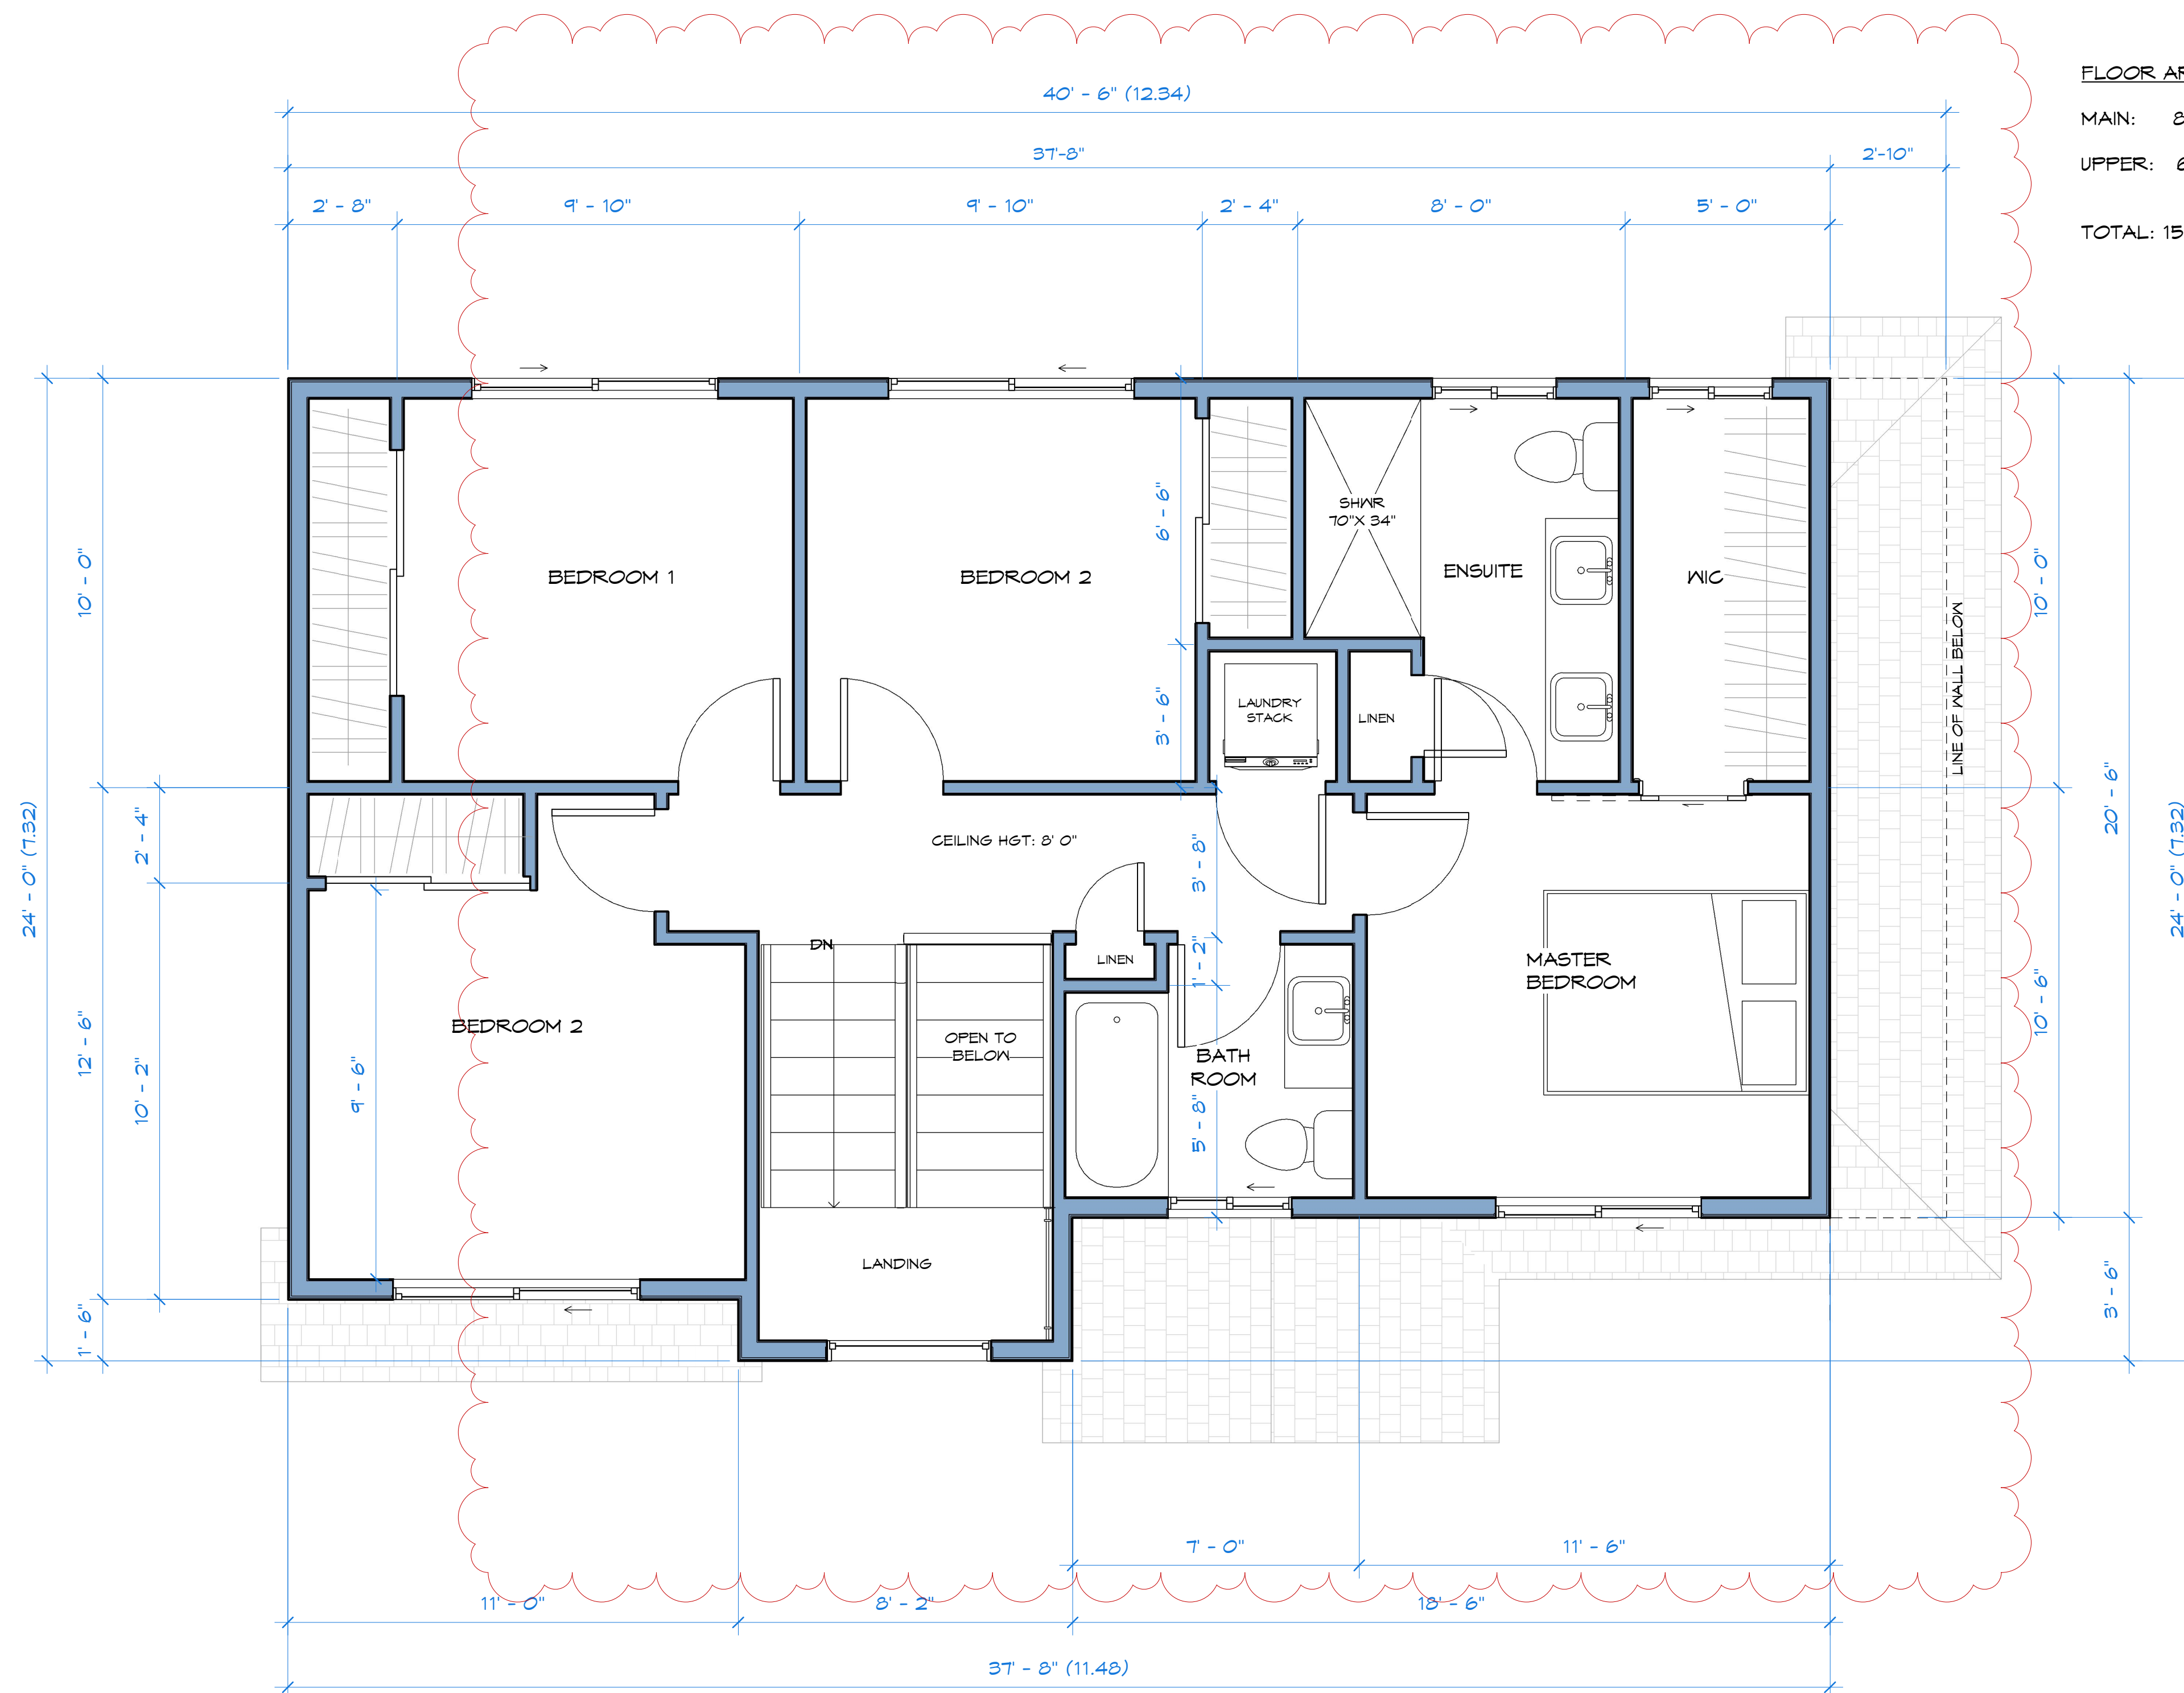 FLOOR
40' - 6" (12.34)
MAIN: 8
37'-8"
2'-10"
UPPER:
2' - 8"
9' - 10"
9' - 10"
2' - 4"
8' - 0"
5' - 0"
TOTAL: 15
24' - 0" (7.32)
10' - 0"
12' - 6"
1' - 6"
2' - 4"
10' - 2"
9' - 6"
BEDROOM 1
BEDROOM 2
6' - 6"
3' - 6"
SHWR
70"X 34"
ENSUITE
WIC
LAUNDRY
STACK
LINEN
LINE OF WALL BELOW
10' - 0"
10' - 6"
20' - 6"
3' - 6"
24' - 0" (7.32)
CEILING HGT: 8' 0"
3' - 8"
1' - 2"
5' - 8"
DN
LINEN
MASTER
BEDROOM
BEDROOM 2
OPEN TO
BELOW
BATH
ROOM
LANDING
7' - 0"
11' - 6"
11' - 0"
8' - 2"
18' - 6"
37' - 8" (11.48)